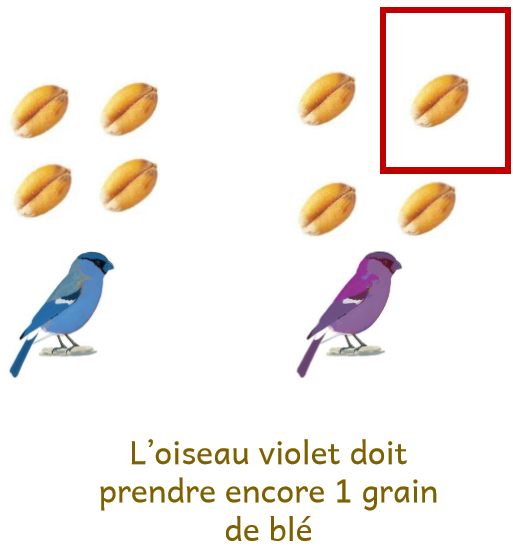 L’oiseau violet doit
prendre encore 1 grain
de blé